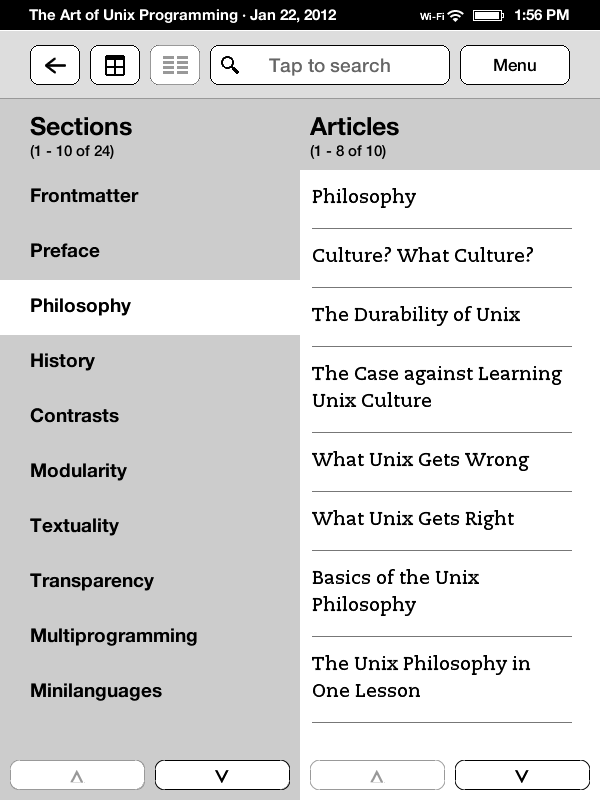 The Art of Unix Programming · Jan 22, 2012
Wi-Fi
1:56 PM
Tap to search
Menu
Sections
(1 - 10 of 24)
Frontmatter
Preface
Philosophy
History
Contrasts
Modularity
Textuality
Transparency
Multiprogramming
Minilanguages
Articles
(1 - 8 of 10)
Philosophy
Culture? What Culture?
The Durability of Unix
The Case against Learning
Unix Culture
What Unix Gets Wrong
What Unix Gets Right
Basics of the Unix
Philosophy
The Unix Philosophy in
One Lesson